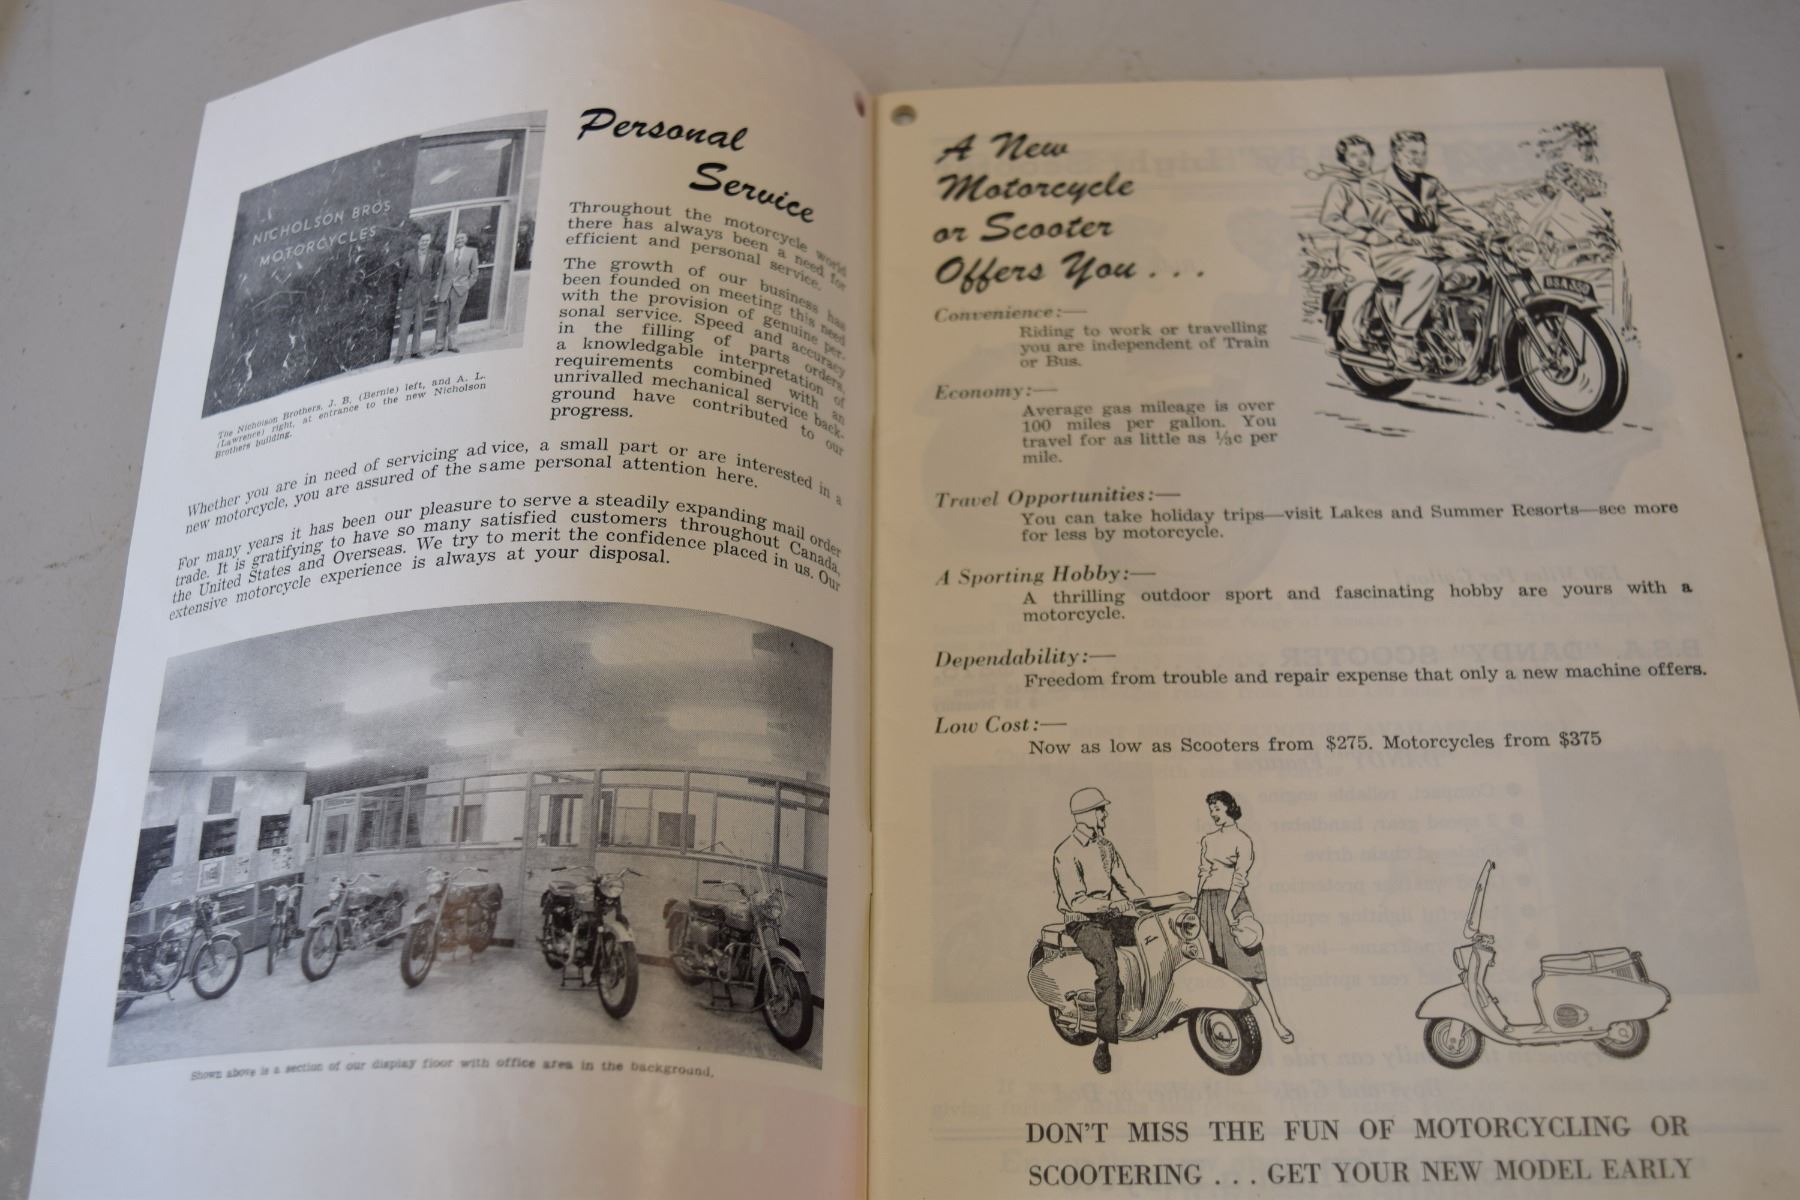 NICHOLSON BROS
MOTORCYCLES
The Nicholson Brothers, J. B. (Bernie) left, and A. L.
(Lawrence) right, at entrance to the new Nicholson
Brothers building.
Personal
Service
Throughout the motorcycle world
there has always been a need for
efficient and personal service.
The growth of our business has
been founded on meeting this need
with the provision of genuine per-
sonal service. Speed and accuracy
in the filling of parts orders,
a knowledgable interpretation of
requirements combined with an
unrivalled mechanical service back-
ground have contributed to our
progress.
Whether you are in need of servicing advice, a small part or are interested in a
new motorcycle, you are assured of the same personal attention here.
For many years it has been our pleasure to serve a steadily expanding mail order
trade. It is gratifying to have so many satisfied customers throughout Canada,
the United States and Overseas. We try to merit the confidence placed in us. Our
extensive motorcycle experience is always at your disposal.
Shown above is a section of our display floor with office area in the background.
A New
Motorcycle
or Scooter
Offers You . . .
Convenience:—
Riding to work or travelling
you are independent of Train
or Bus.
Economy:—
Average gas mileage is over
100 miles per gallon. You
travel for as little as ⅓c per
mile.
Travel Opportunities:—
You can take holiday trips—visit Lakes and Summer Resorts—see more
for less by motorcycle.
A Sporting Hobby:—
A thrilling outdoor sport and fascinating hobby are yours with a
motorcycle.
Dependability:—
Freedom from trouble and repair expense that only a new machine offers.
Low Cost:—
Now as low as Scooters from $275. Motorcycles from $375
DON'T MISS THE FUN OF MOTORCYCLING OR
SCOOTERING . . . GET YOUR NEW MODEL EARLY